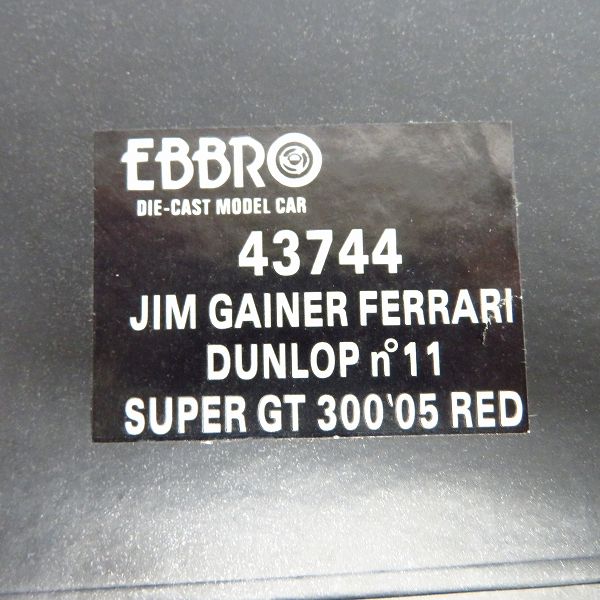 EBBRO
DIE-CAST MODEL CAR
43744
JIM GAINER FERRARI
DUNLOP n°11
SUPER GT 300'05 RED